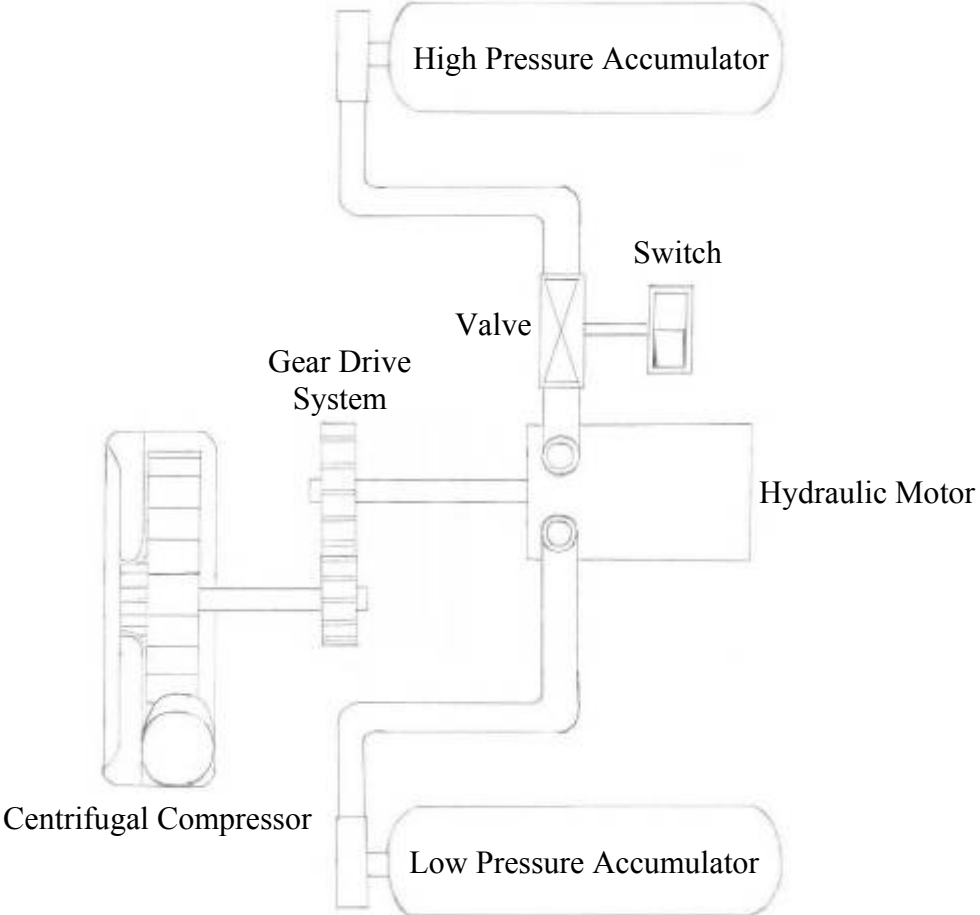 High Pressure Accumulator
Switch
Valve
Gear Drive
System
Hydraulic Motor
Centrifugal Compressor
Low Pressure Accumulator